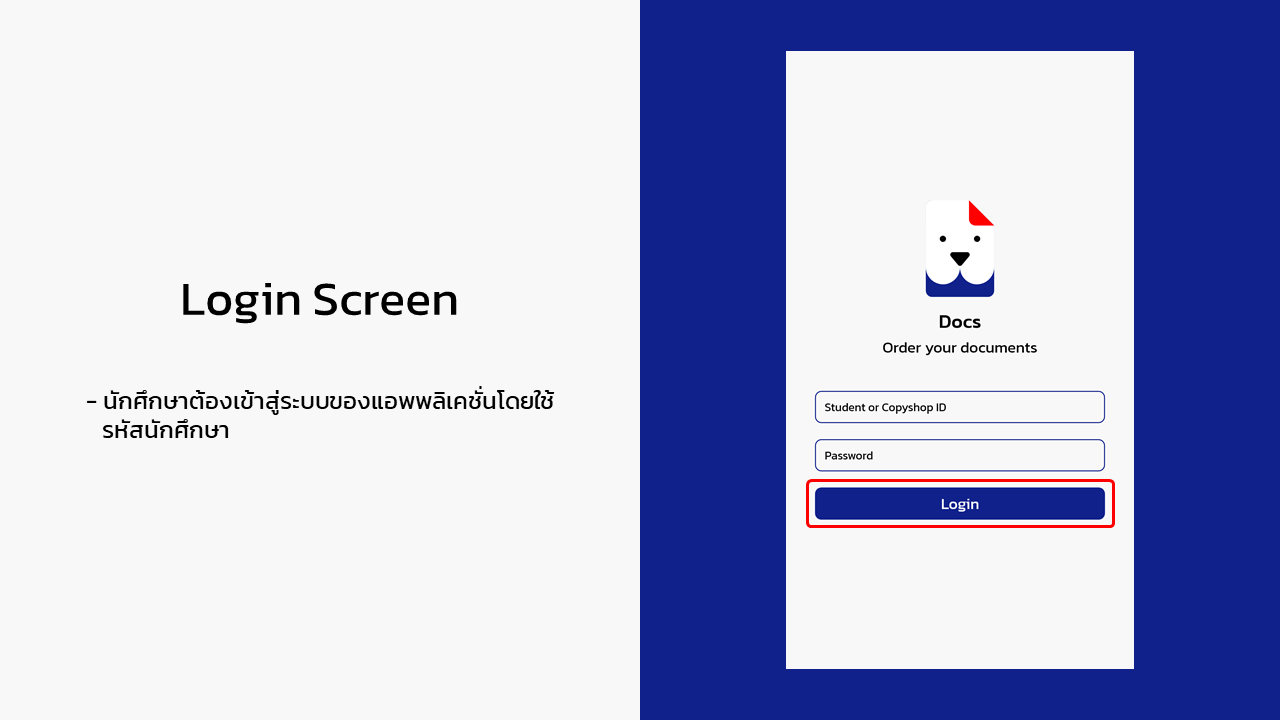 Login Screen
- นักศึกษาต้องเข้าสู่ระบบของแอพพลิเคชั่นโดยใช้
รหัสนักศึกษา
Docs
Order your documents
Student or Copyshop ID
Password
Login